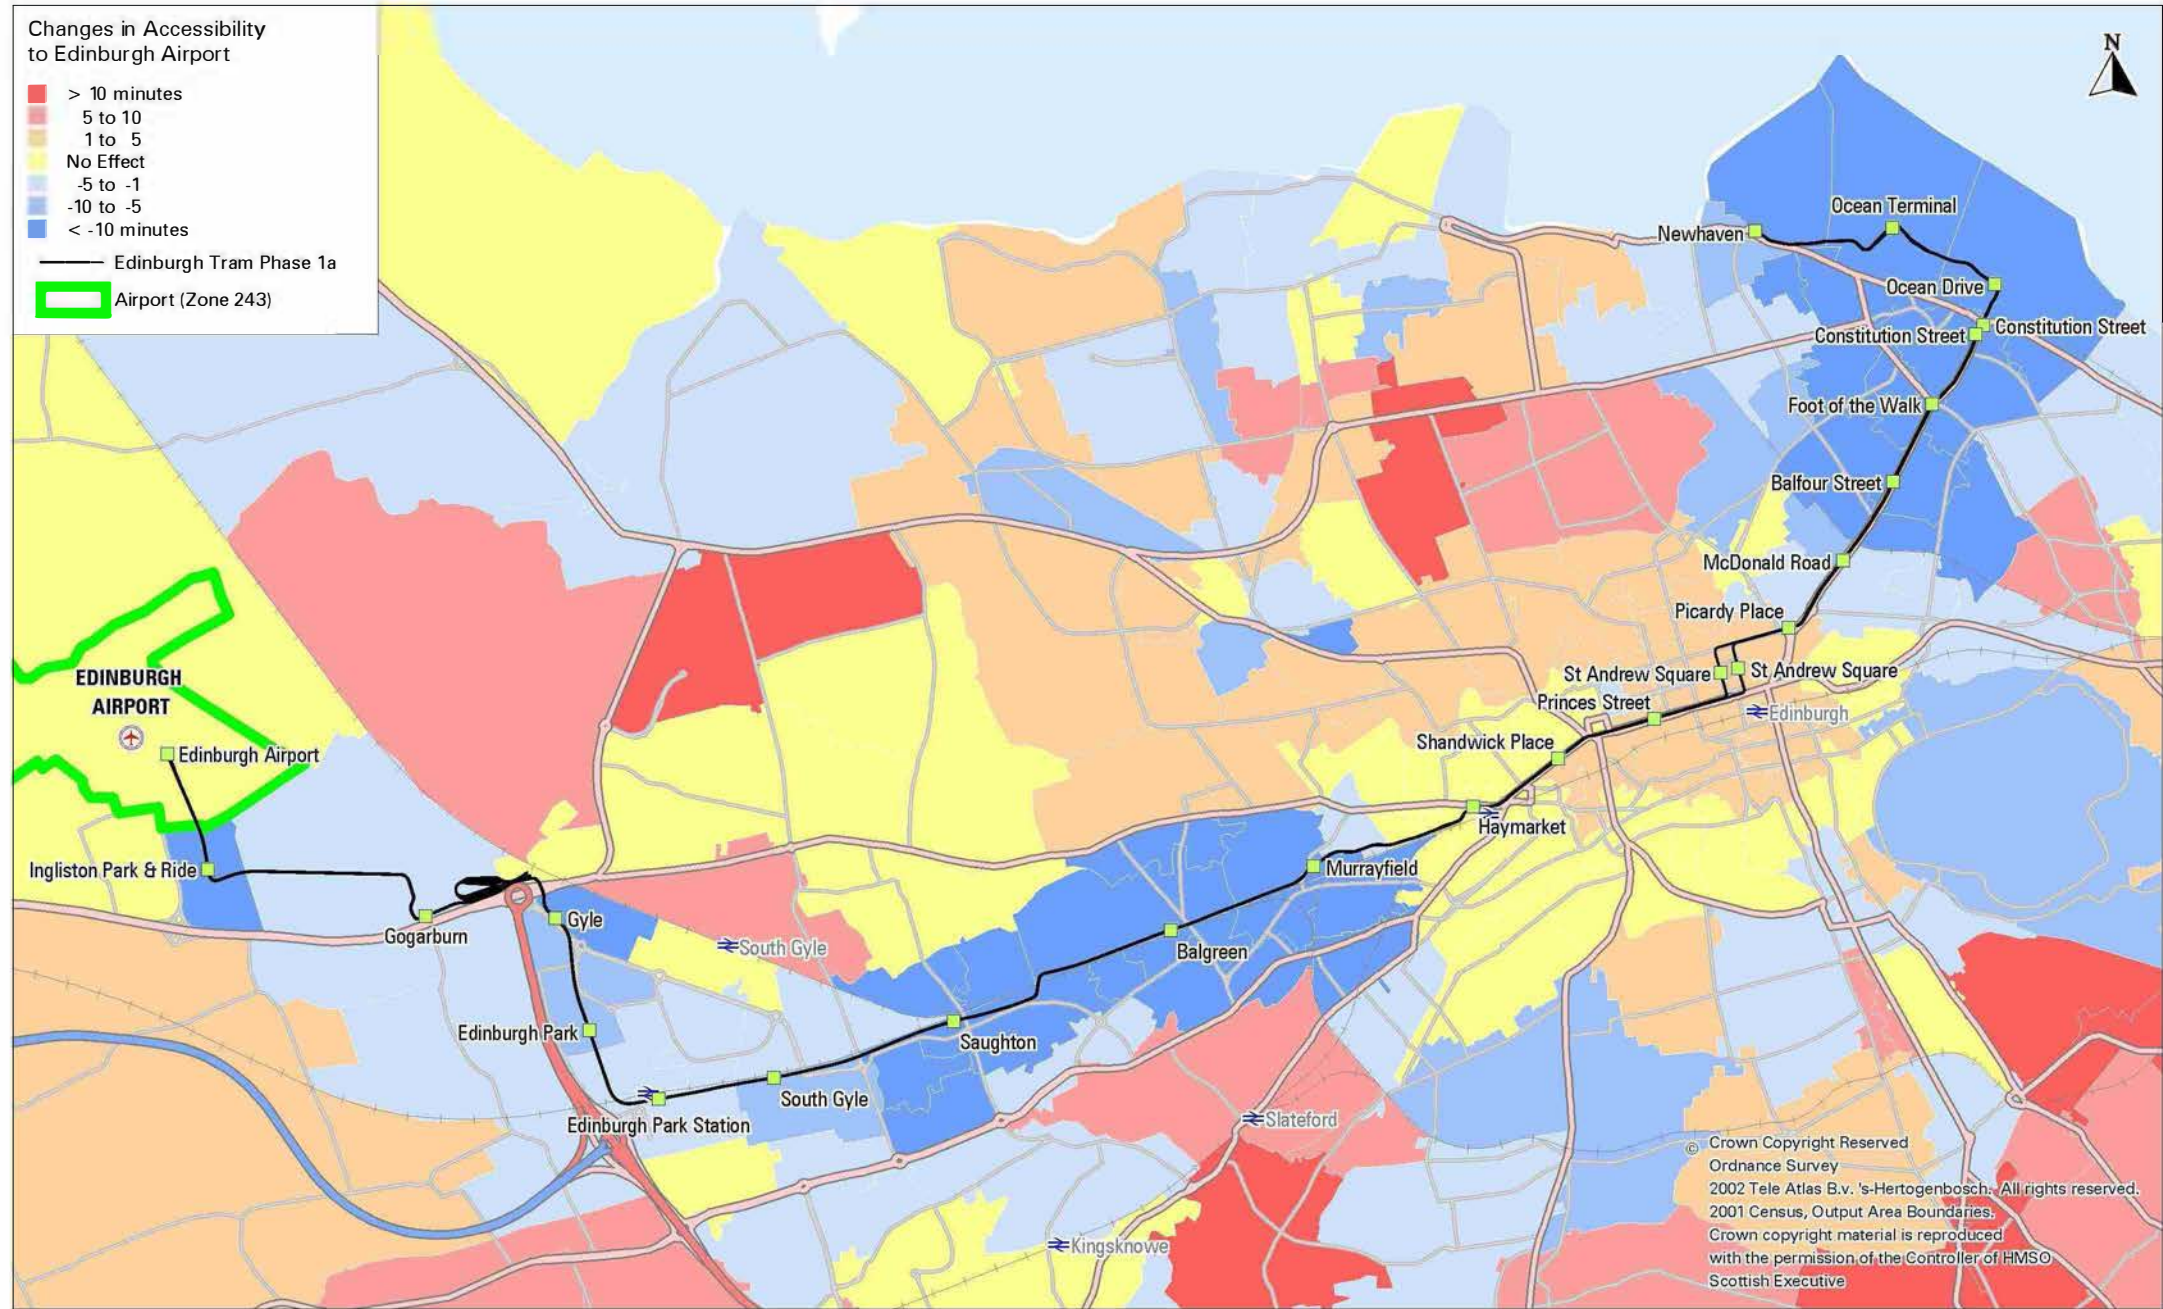 Changes in Accessibility
to Edinburgh Airport
> 10 minutes
5 to 10
1 to 5
No Effect
-5 to -1
-10 to -5
< -10 minutes
Edinburgh Tram Phase 1a
Airport (Zone 243)
N
Ocean Terminal
Newhaven
Ocean Drive
Constitution Street
Constitution Street
Foot of the Walk
Balfour Street
McDonald Road
Picardy Place
St Andrew Square
St Andrew Square
Princes Street
Edinburgh
Shandwick Place
Haymarket
EDINBURGH
AIRPORT
Edinburgh Airport
Ingliston Park & Ride
Murrayfield
Gogarburn
Gyle
South Gyle
Balgreen
Edinburgh Park
Saughton
South Gyle
Edinburgh Park Station
Slateford
Kingsknowe
© Crown Copyright Reserved
Ordnance Survey
2002 Tele Atlas B.v. 's-Hertogenbosch. All rights reserved.
2001 Census, Output Area Boundaries.
Crown copyright material is reproduced
with the permission of the Controller of HMSO
Scottish Executive